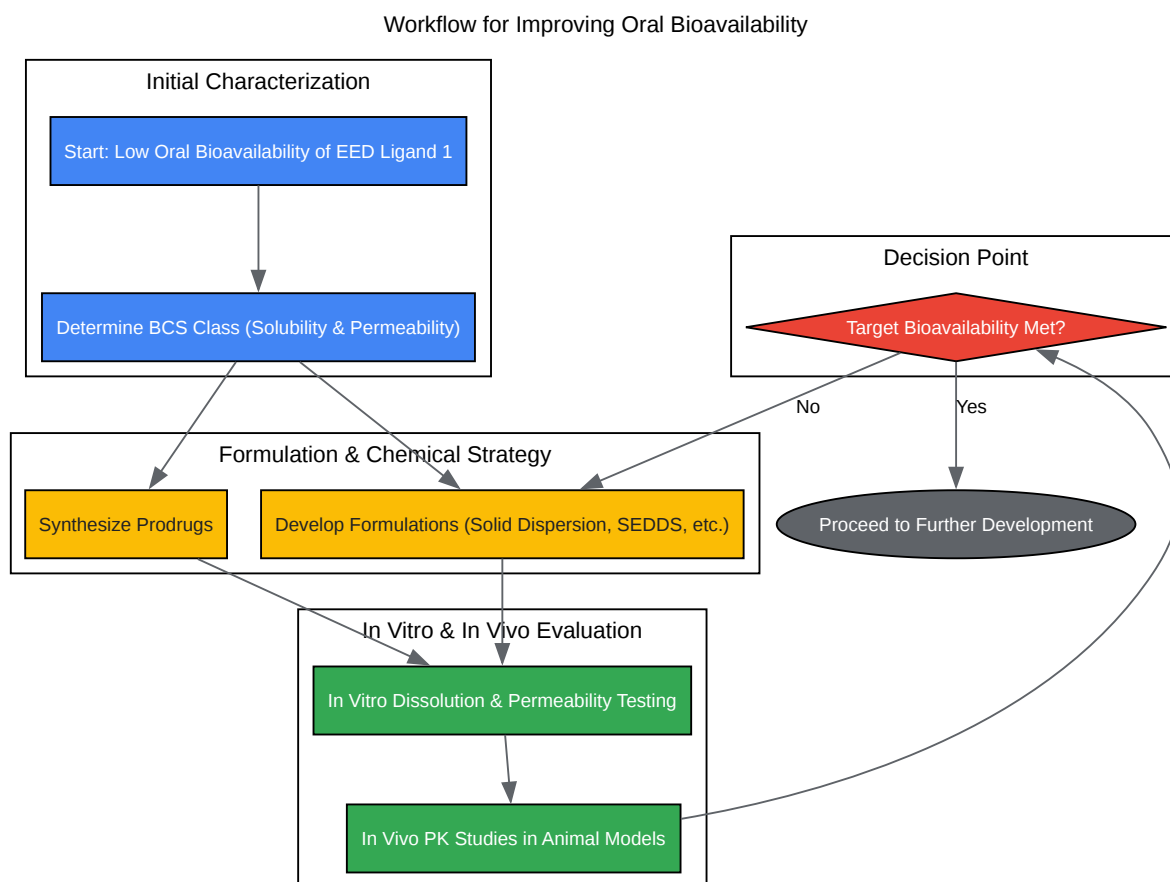 Workflow for Improving Oral Bioavailability
Initial Characterization
Start: Low Oral Bioavailability of EED Ligand 1
Determine BCS Class (Solubility & Permeability)
Decision Point
Target Bioavailability Met?
No
Yes
Formulation & Chemical Strategy
Synthesize Prodrugs
Develop Formulations (Solid Dispersion, SEDDS, etc.)
Proceed to Further Development
In Vitro & In Vivo Evaluation
In Vitro Dissolution & Permeability Testing
In Vivo PK Studies in Animal Models